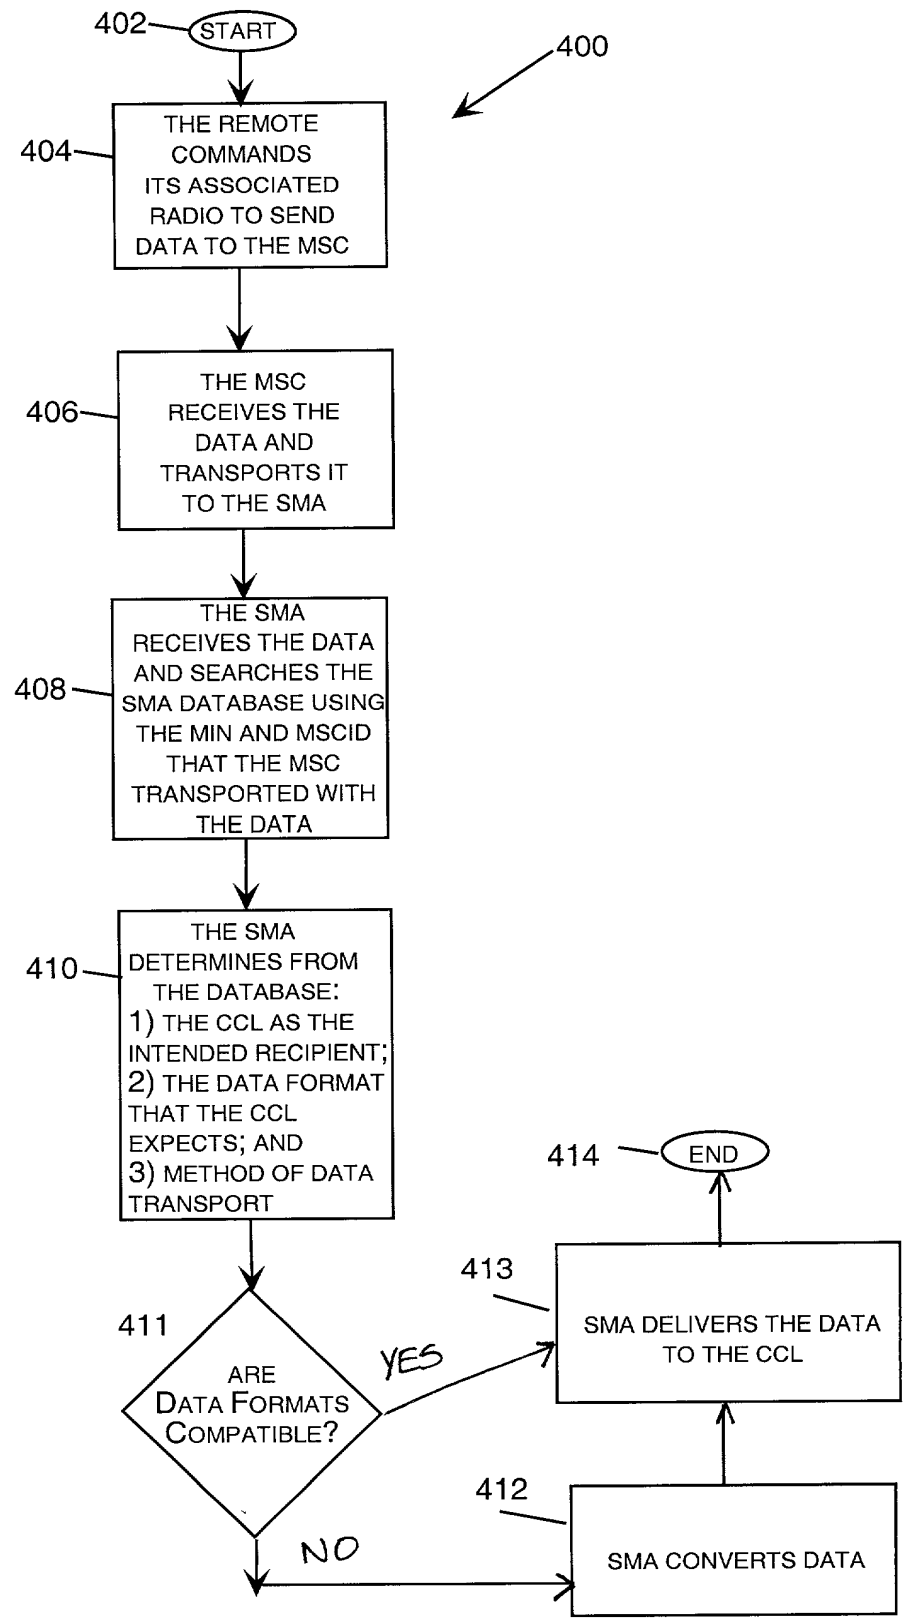 402
START
400
404
THE REMOTE
COMMANDS
ITS ASSOCIATED
RADIO TO SEND
DATA TO THE MSC
406
THE MSC
RECEIVES THE
DATA AND
TRANSPORTS IT
TO THE SMA
408
THE SMA
RECEIVES THE DATA
AND SEARCHES THE
SMA DATABASE USING
THE MIN AND MSCID
THAT THE MSC
TRANSPORTED WITH
THE DATA
410
THE SMA
DETERMINES FROM
THE DATABASE:
1) THE CCL AS THE
INTENDED RECIPIENT;
2) THE DATA FORMAT
THAT THE CCL
EXPECTS; AND
3) METHOD OF DATA
TRANSPORT
411
ARE
DATA FORMATS
COMPATIBLE?
YES
NO
412
SMA CONVERTS DATA
413
SMA DELIVERS THE DATA
TO THE CCL
414
END